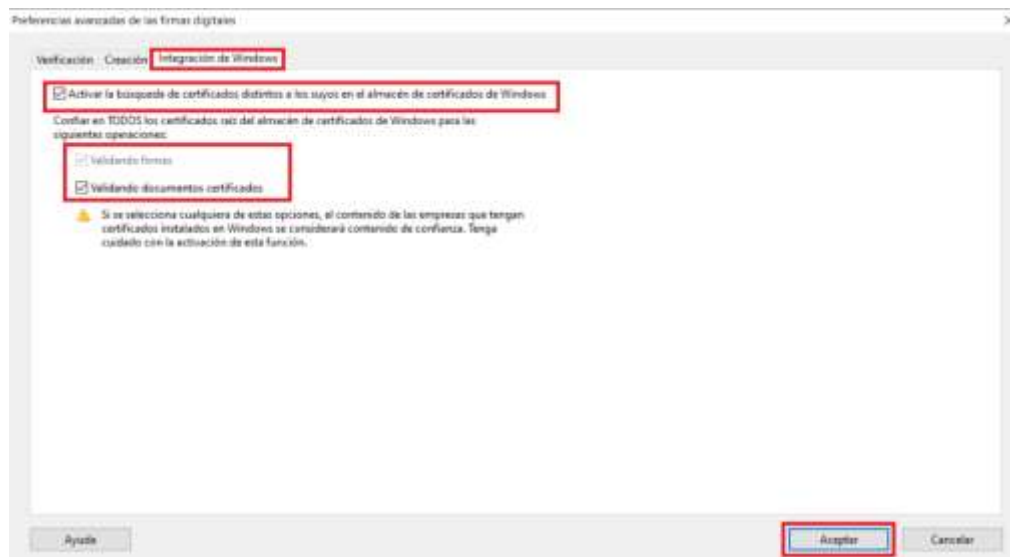 Preferencias avanzadas de las firmas digitales
Verificación Creación Integración de Windows
Activar la búsqueda de certificados distintos a los suyos en el almacén de certificados de Windows
Confiar en TODOS los certificados raíz del almacén de certificados de Windows para las
siguientes operaciones:
Validando firmas
Validando documentos certificados
Si se selecciona cualquiera de estas opciones, el contenido de las empresas que tengan
certificados instalados en Windows se considerará contenido de confianza. Tenga
cuidado con la activación de esta función.
Ayuda Aceptar Cancelar